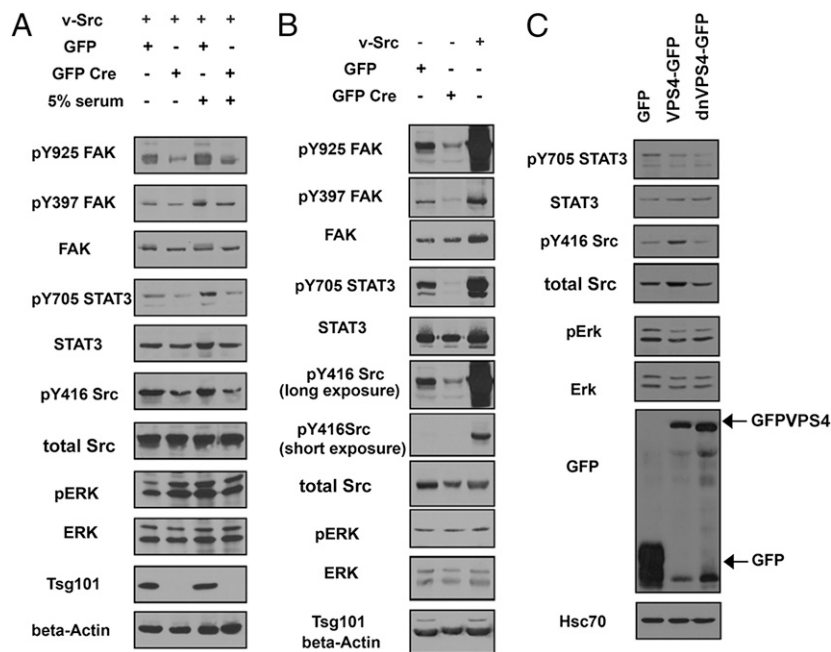 A
v-Src + + + +
GFP + - + -
GFP Cre - + - +
5% serum - - + +
pY925 FAK
pY397 FAK
FAK
pY705 STAT3
STAT3
pY416 Src
total Src
pERK
ERK
Tsg101
beta-Actin
B
v-Src - - +
GFP + - -
GFP Cre - + -
pY925 FAK
pY397 FAK
FAK
pY705 STAT3
STAT3
pY416 Src
(long exposure)
pY416Src
(short exposure)
total Src
pERK
ERK
Tsg101
beta-Actin
C
GFP
VPS4-GFP
dnVPS4-GFP
pY705 STAT3
STAT3
pY416 Src
total Src
pErk
Erk
GFP
GFPVPS4
GFP
Hsc70